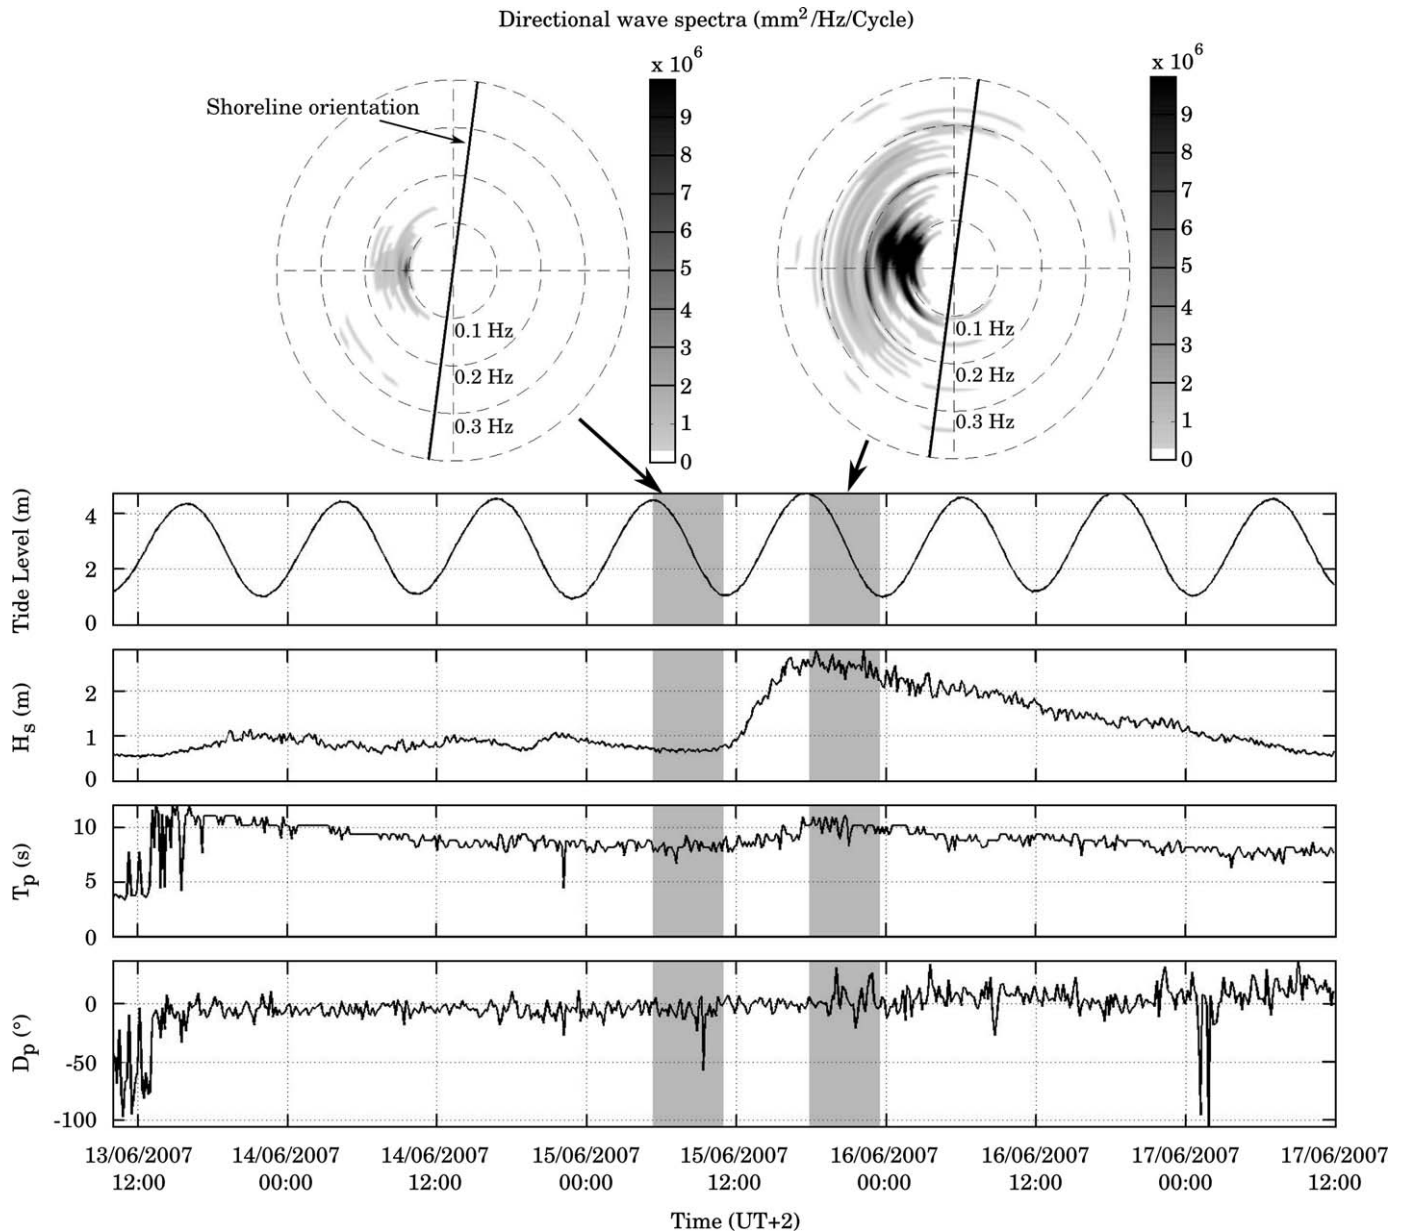 Directional wave spectra (mm²/Hz/Cycle)
x 10⁶
x 10⁶
Shoreline orientation
9
8
7
6
5
4
3
2
1
0
9
8
7
6
5
4
3
2
1
0
0.1 Hz
0.2 Hz
0.3 Hz
0.1 Hz
0.2 Hz
0.3 Hz
Tide Level (m)
4
2
0
Hₛ (m)
2
1
0
Tₚ (s)
10
5
0
Dₚ (°)
0
-50
-100
13/06/2007 14/06/2007 14/06/2007 15/06/2007 15/06/2007 16/06/2007 16/06/2007 17/06/2007 17/06/2007
12:00 00:00 12:00 00:00 12:00 00:00 12:00 00:00 12:00
Time (UT+2)